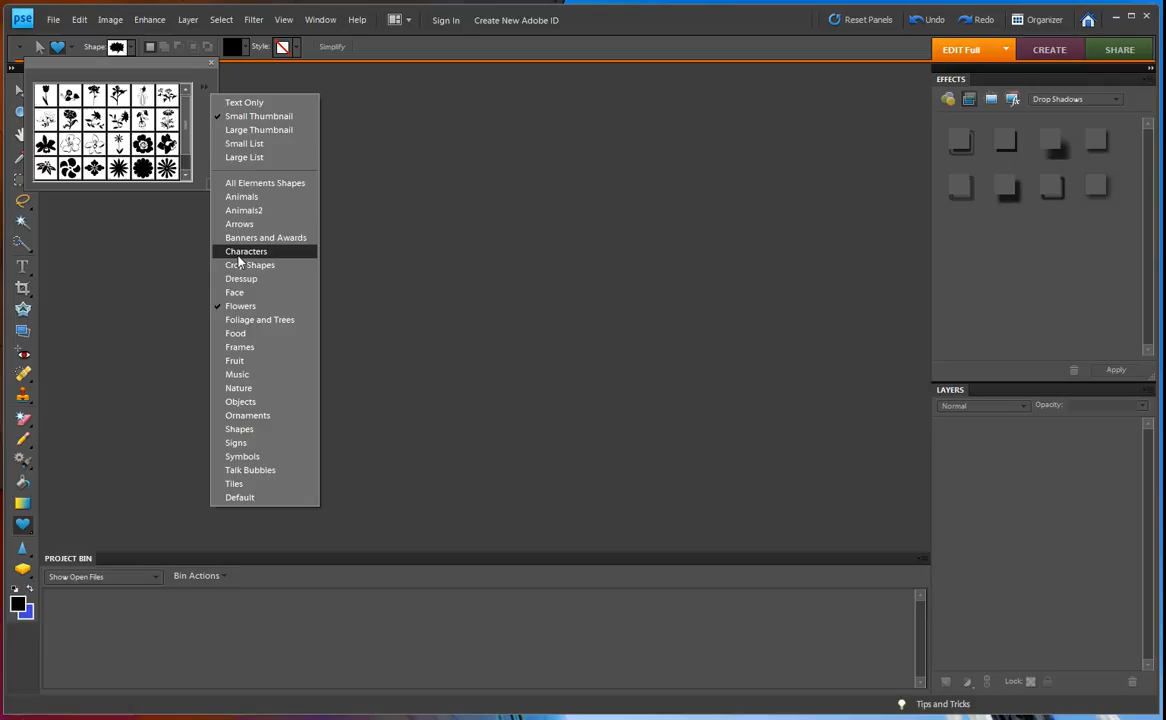 pse File Edit Image Enhance Layer Select Filter View Window Help Sign In Create New Adobe ID Reset Panels Undo Redo Organizer
Shape: Style: Simplify EDIT Full CREATE SHARE
EFFECTS
Drop Shadows
Text Only
Small Thumbnail
Large Thumbnail
Small List
Large List
All Elements Shapes
Animals
Animals2
Arrows
Banners and Awards
Characters
Crop Shapes
Dressup
Face
Flowers
Foliage and Trees
Food
Frames
Fruit
Music
Nature
Objects
Ornaments
Shapes
Signs
Symbols
Talk Bubbles
Tiles
Default
Apply
LAYERS
Normal Opacity:
PROJECT BIN
Show Open Files Bin Actions
Lock:
Tips and Tricks